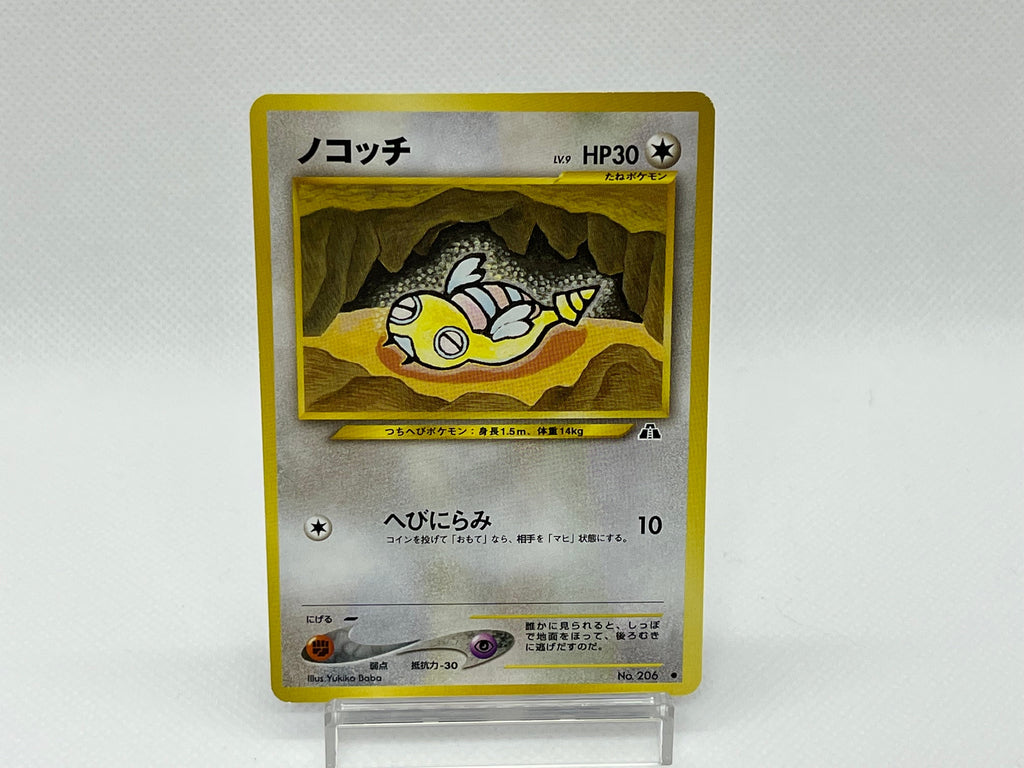 ノコッチ
LV.9 HP30
たねポケモン
つちへびポケモン：身長1.5m、体重14kg
へびにらみ 10
コインを投げて「おもて」なら、相手を「マヒ」状態にする。
にげる
弱点 抵抗力-30
誰かに見られると、しっぽ
で地面をほって、後ろむき
に逃げだすのだ。
Illus.Yukiko Baba
No. 206